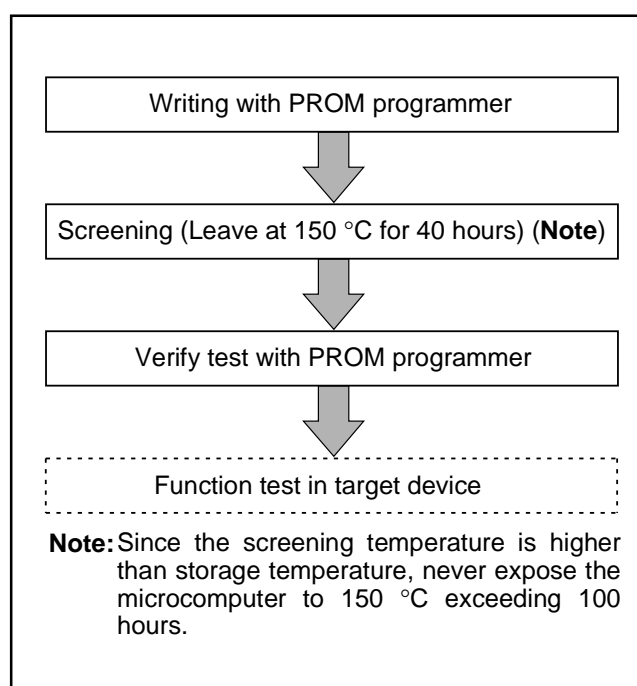 Writing with PROM programmer
Screening (Leave at 150 °C for 40 hours) (Note)
Verify test with PROM programmer
Function test in target device
Note: Since the screening temperature is higher
than storage temperature, never expose the
microcomputer to 150 °C exceeding 100
hours.